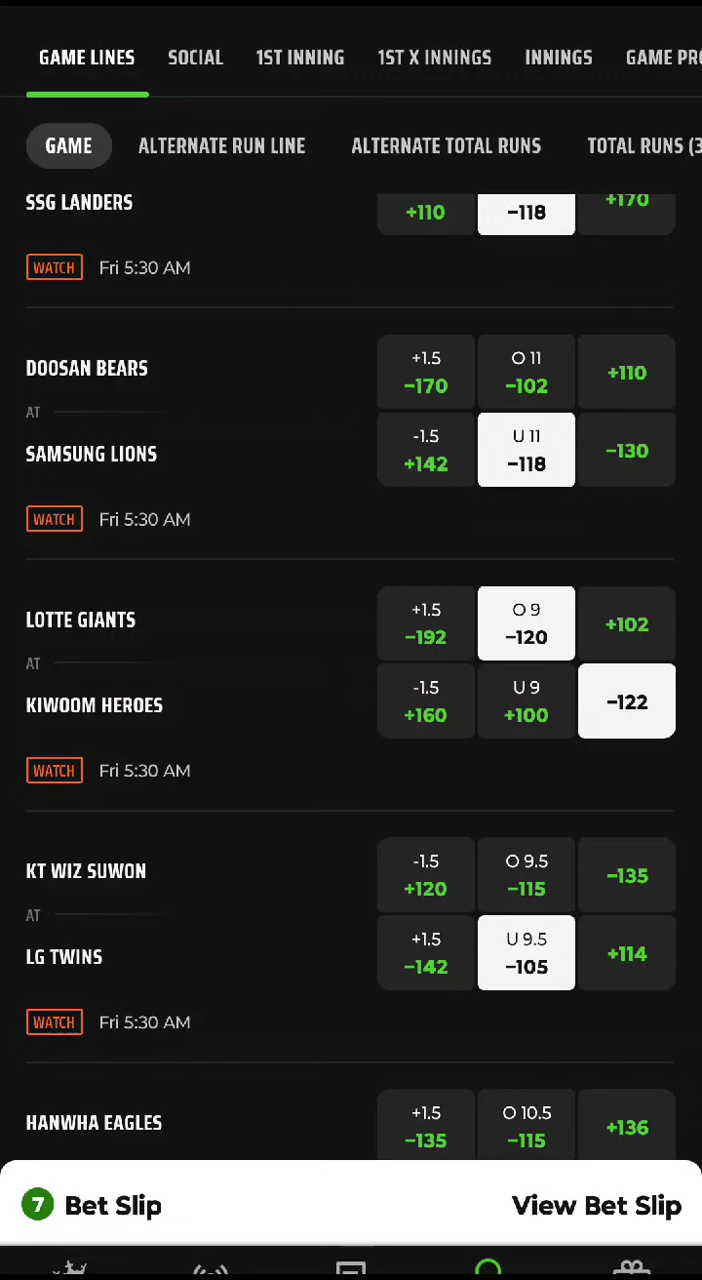 GAME LINES SOCIAL 1ST INNING 1ST X INNINGS INNINGS GAME PRO
GAME ALTERNATE RUN LINE ALTERNATE TOTAL RUNS TOTAL RUNS (3
SSG LANDERS +110 −118 +170
WATCH Fri 5:30 AM
DOOSAN BEARS
+1.5 O 11
−170 −102 +110
AT
SAMSUNG LIONS
-1.5 U 11
+142 −118 −130
WATCH Fri 5:30 AM
LOTTE GIANTS
+1.5 O 9
−192 −120 +102
AT
KIWOOM HEROES
-1.5 U 9
+160 +100 −122
WATCH Fri 5:30 AM
KT WIZ SUWON
-1.5 O 9.5
+120 −115 −135
AT
LG TWINS
+1.5 U 9.5
−142 −105 +114
WATCH Fri 5:30 AM
HANWHA EAGLES
+1.5 O 10.5
−135 −115 +136
7 Bet Slip View Bet Slip